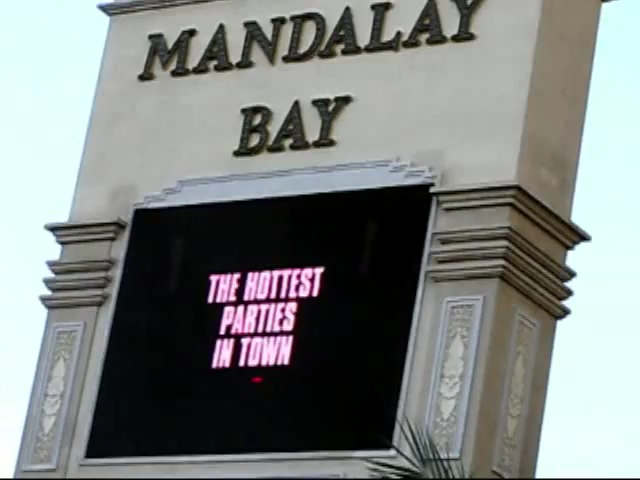 MANDALAY
BAY
THE HOTTEST
PARTIES
IN TOWN